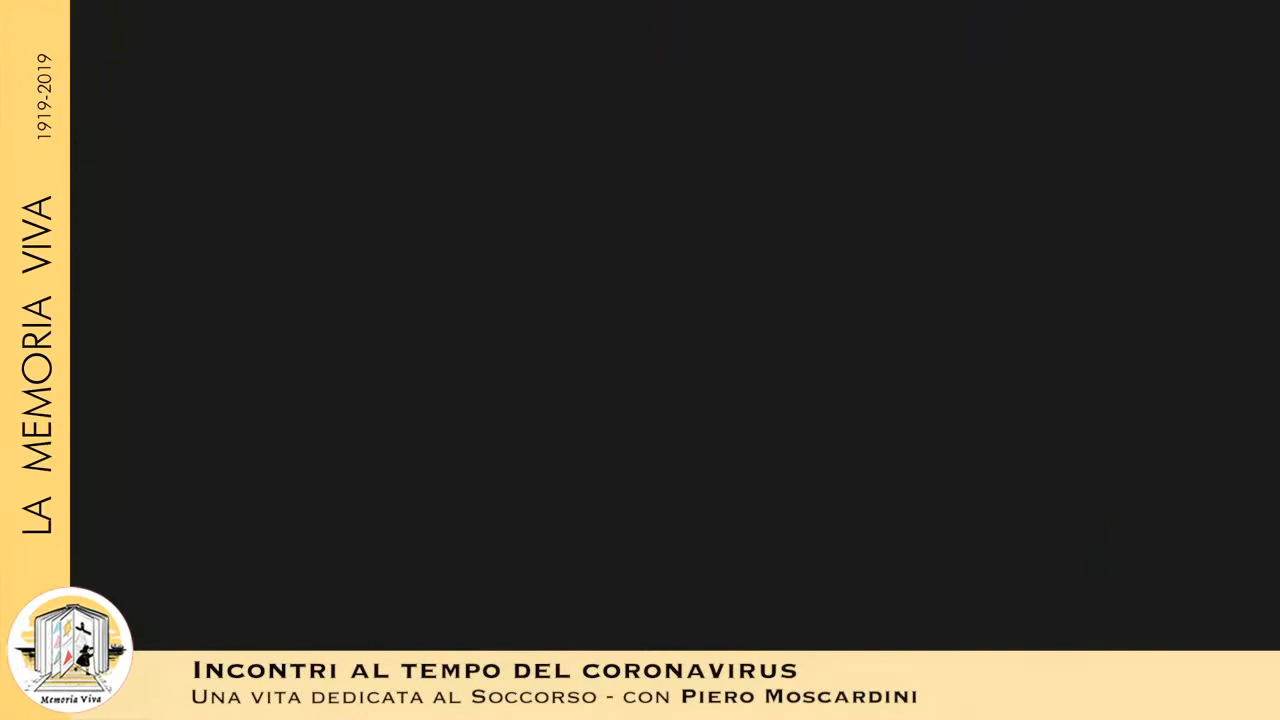 LA MEMORIA VIVA 1919-2019
Memoria Viva
INCONTRI AL TEMPO DEL CORONAVIRUS
UNA VITA DEDICATA AL SOCCORSO - CON PIERO MOSCARDINI